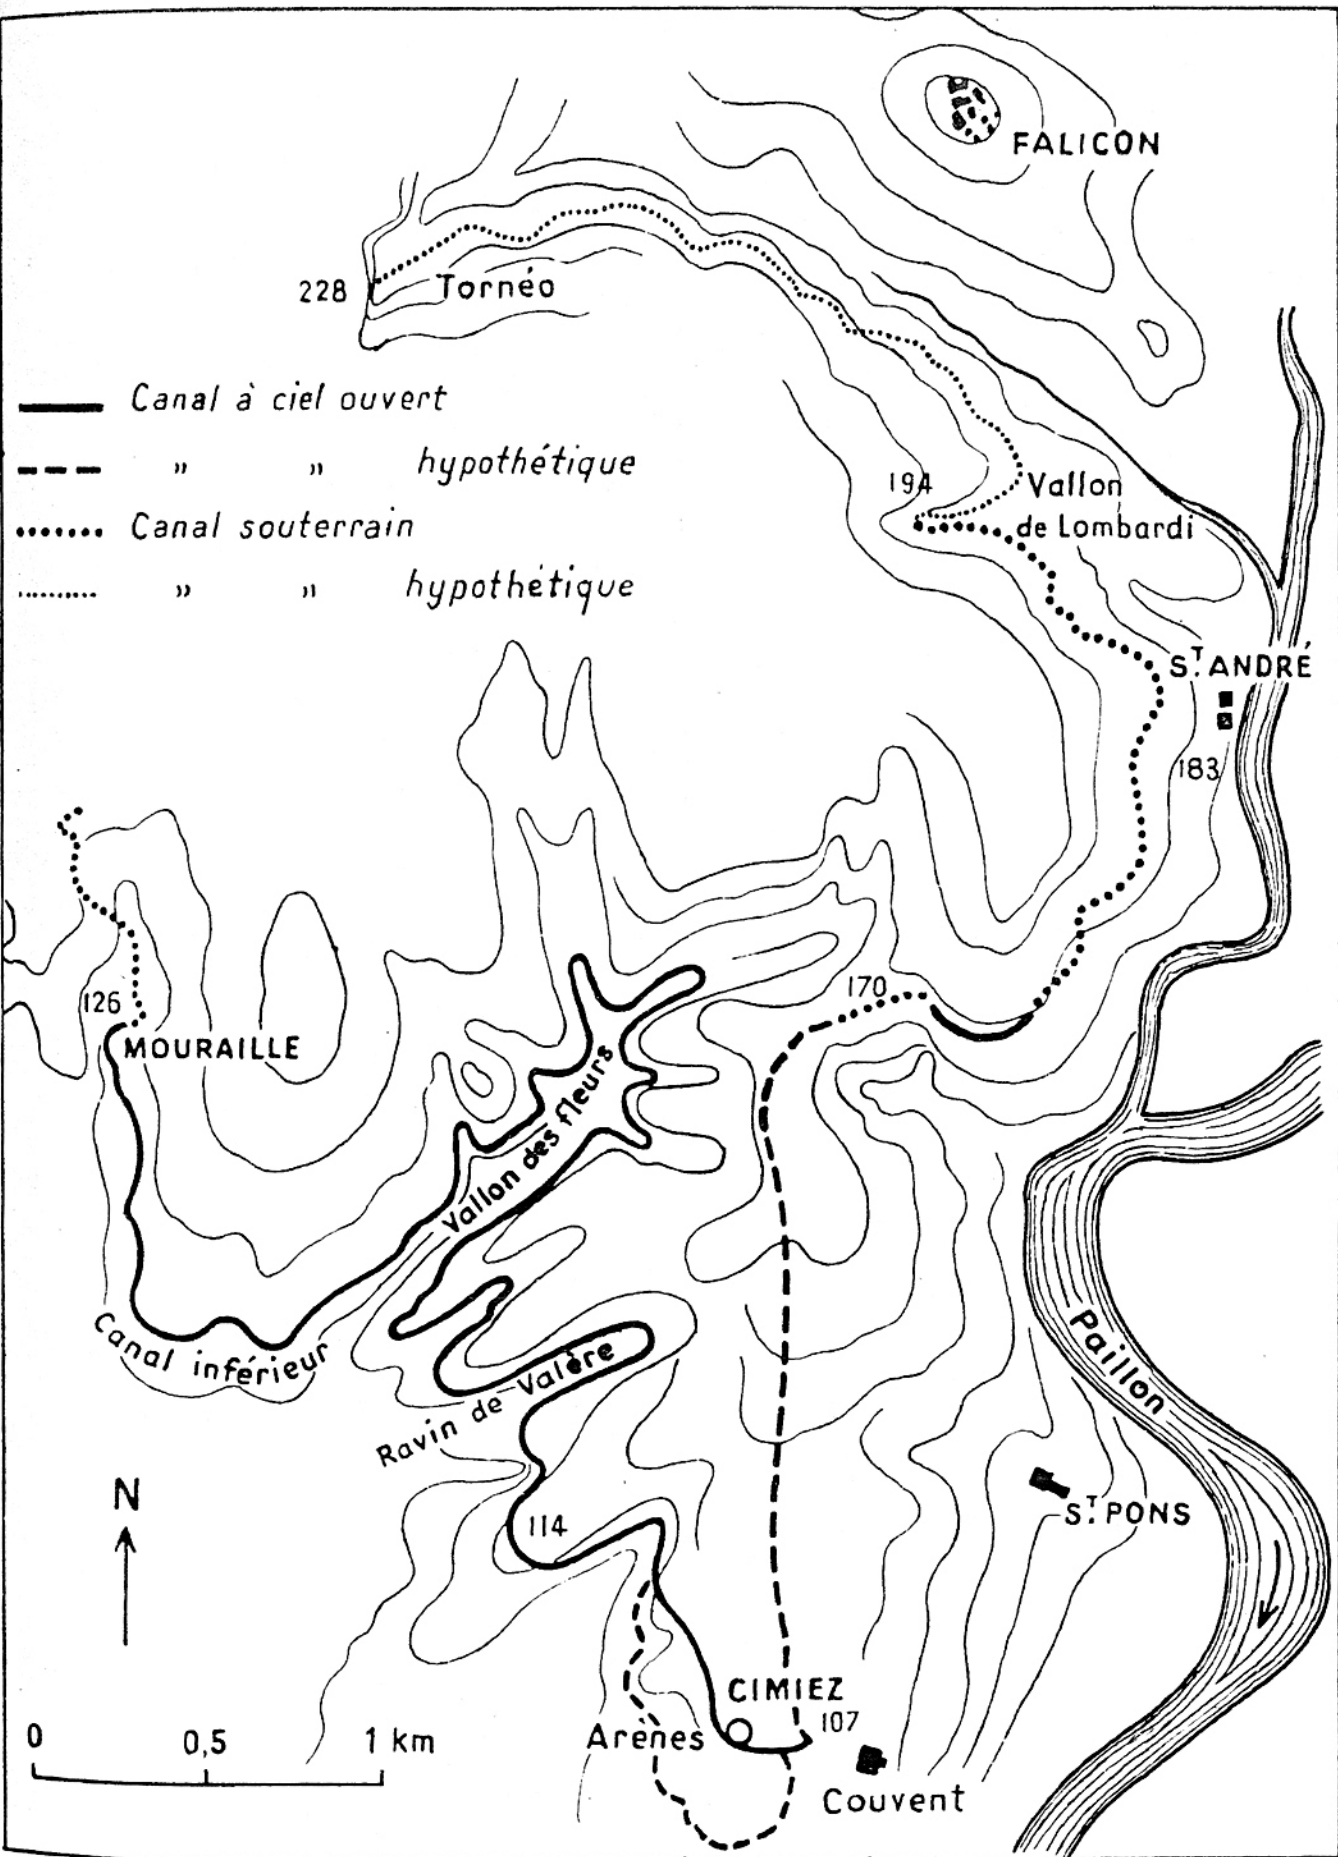 FALICON
228
Tornéo
Canal à ciel ouvert
" " hypothétique
Canal souterrain
" " hypothétique
194
Vallon
de Lombardi
ST. ANDRÉ
183
170
126
MOURAILLE
Vallon des fleurs
Canal inférieur
Ravin de Valère
Paillon
N
114
ST. PONS
CIMIEZ
107
Arènes
0 0,5 1 km
Couvent